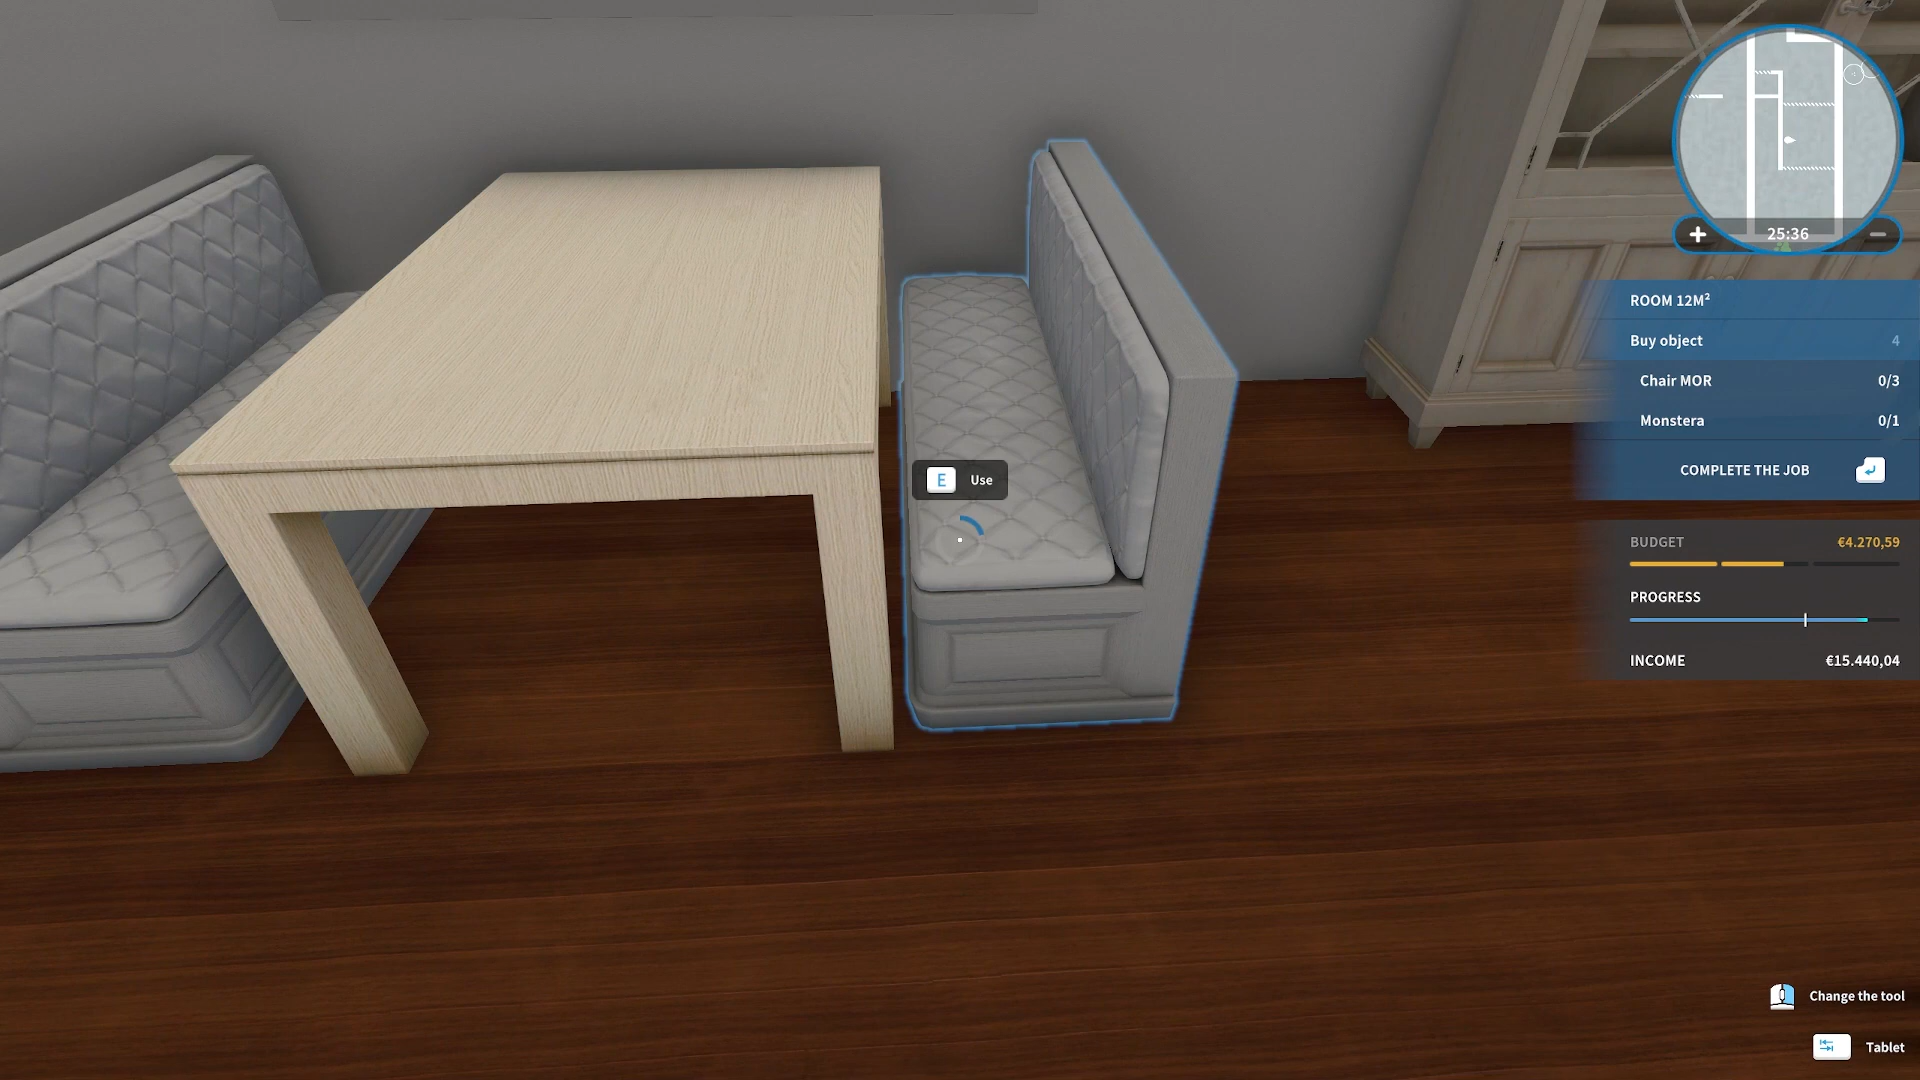 25:36
ROOM 12M²
Buy object 4
Chair MOR 0/3
Monstera 0/1
COMPLETE THE JOB
E Use
BUDGET €4.270,59
PROGRESS
INCOME €15.440,04
Change the tool
Tablet